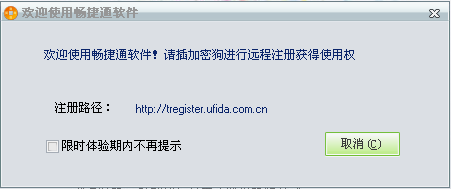 欢迎使用畅捷通软件
欢迎使用畅捷通软件！请插加密狗进行远程注册获得使用权
注册路径： http://tregister.ufida.com.cn
限时体验期内不再提示
取消(C)